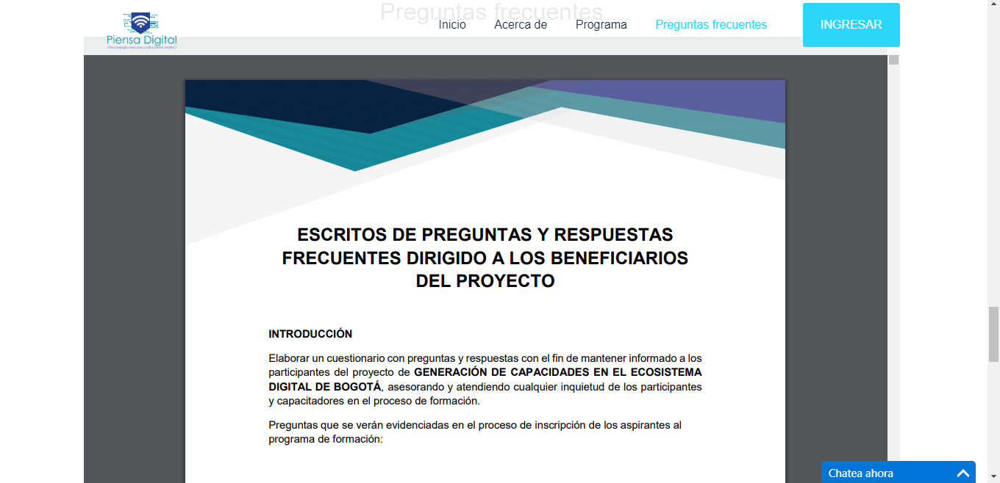 Preguntas frecuentes
Inicio
Acerca de
Programa
Preguntas frecuentes
INGRESAR
Piensa Digital
ESCRITOS DE PREGUNTAS Y RESPUESTAS
FRECUENTES DIRIGIDO A LOS BENEFICIARIOS
DEL PROYECTO
INTRODUCCIÓN
Elaborar un cuestionario con preguntas y respuestas con el fin de mantener informado a los
participantes del proyecto de GENERACIÓN DE CAPACIDADES EN EL ECOSISTEMA
DIGITAL DE BOGOTÁ, asesorando y atendiendo cualquier inquietud de los participantes
y capacitadores en el proceso de formación.
Preguntas que se verán evidenciadas en el proceso de inscripción de los aspirantes al
programa de formación:
Chatea ahora